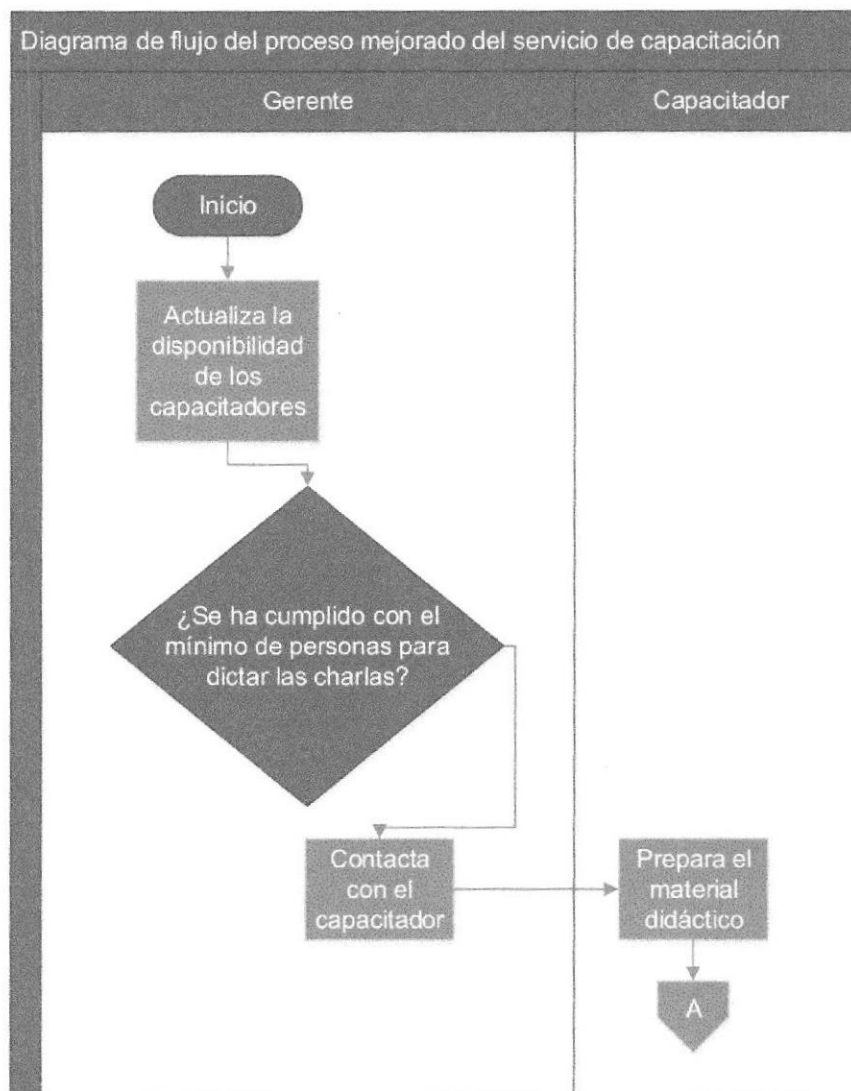 Diagrama de flujo del proceso mejorado del servicio de capacitación
Gerente
Capacitador
Inicio
Actualiza la
disponibilidad
de los
capacitadores
¿Se ha cumplido con el
mínimo de personas para
dictar las charlas?
Contacta
con el
capacitador
Prepara el
material
didáctico
A